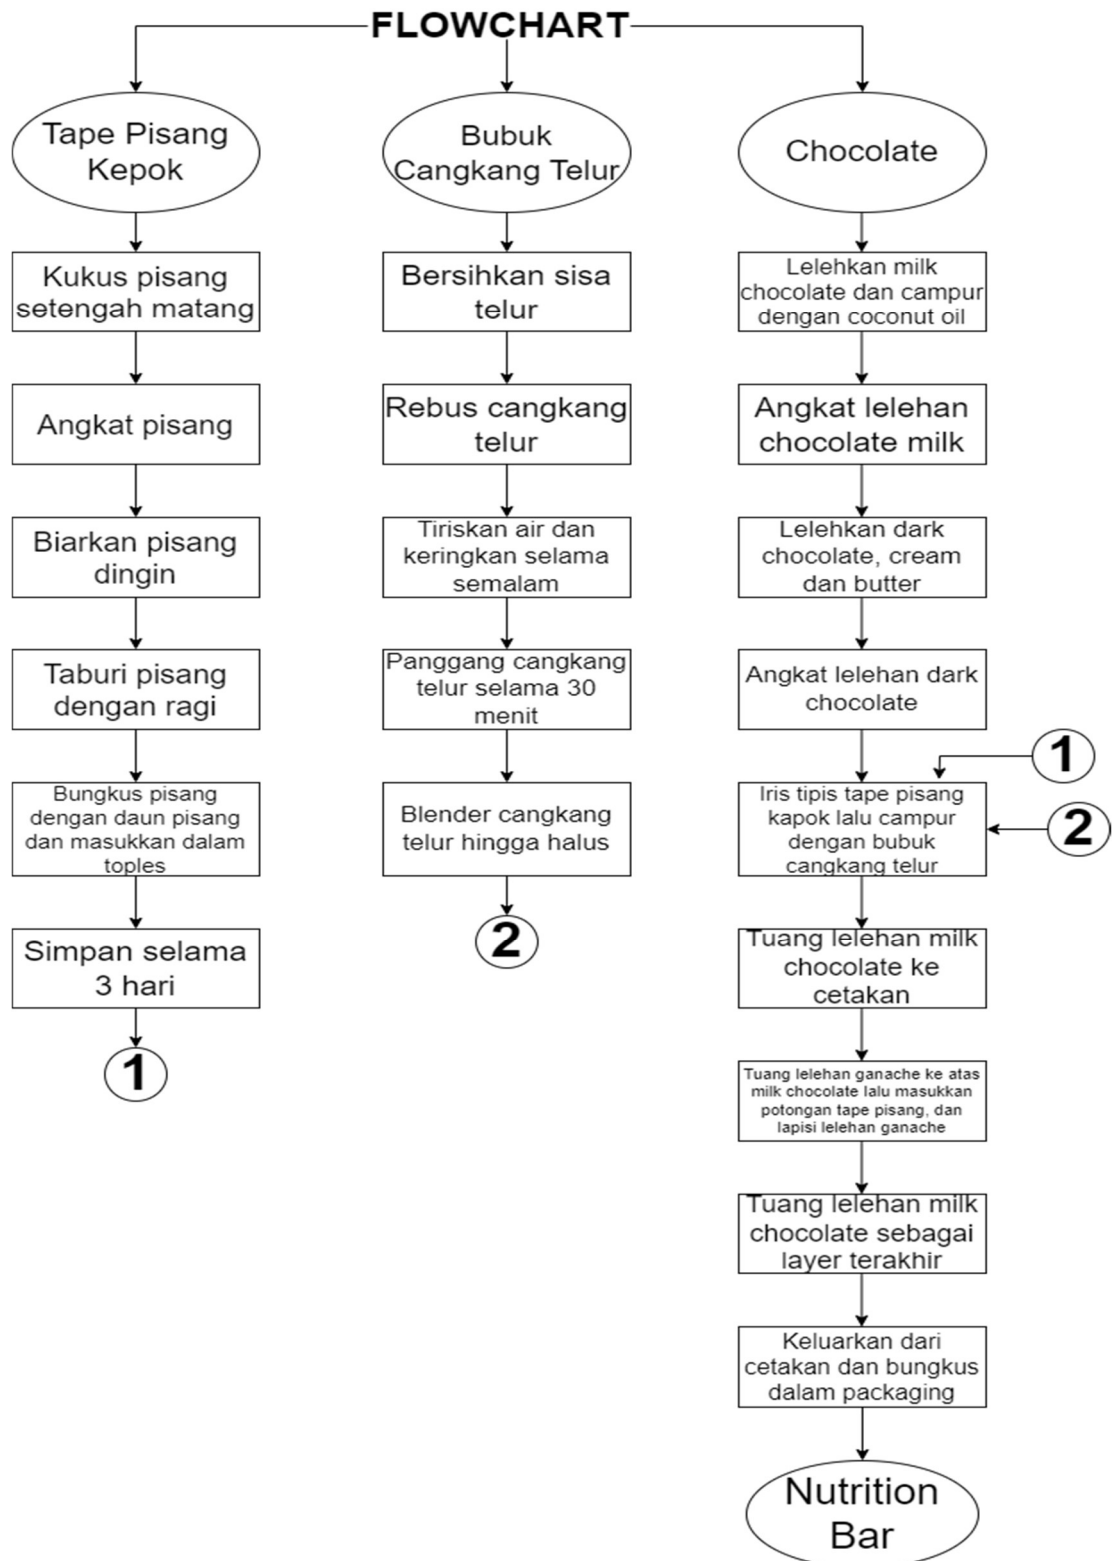 FLOWCHART
Tape Pisang
Kepok
Kukus pisang
setengah matang
Angkat pisang
Biarkan pisang
dingin
Taburi pisang
dengan ragi
Bungkus pisang
dengan daun pisang
dan masukkan dalam
toples
Simpan selama
3 hari
1
Bubuk
Cangkang Telur
Bersihkan sisa
telur
Rebus cangkang
telur
Tiriskan air dan
keringkan selama
semalam
Panggang cangkang
telur selama 30
menit
Blender cangkang
telur hingga halus
2
Chocolate
Lelehkan milk
chocolate dan campur
dengan coconut oil
Angkat lelehan
chocolate milk
Lelehkan dark
chocolate, cream
dan butter
Angkat lelehan dark
chocolate
1
Iris tipis tape pisang
kapok lalu campur
dengan bubuk
cangkang telur
2
Tuang lelehan milk
chocolate ke
cetakan
Tuang lelehan ganache ke atas
milk chocolate lalu masukkan
potongan tape pisang, dan
lapisi lelehan ganache
Tuang lelehan milk
chocolate sebagai
layer terakhir
Keluarkan dari
cetakan dan bungkus
dalam packaging
Nutrition
Bar